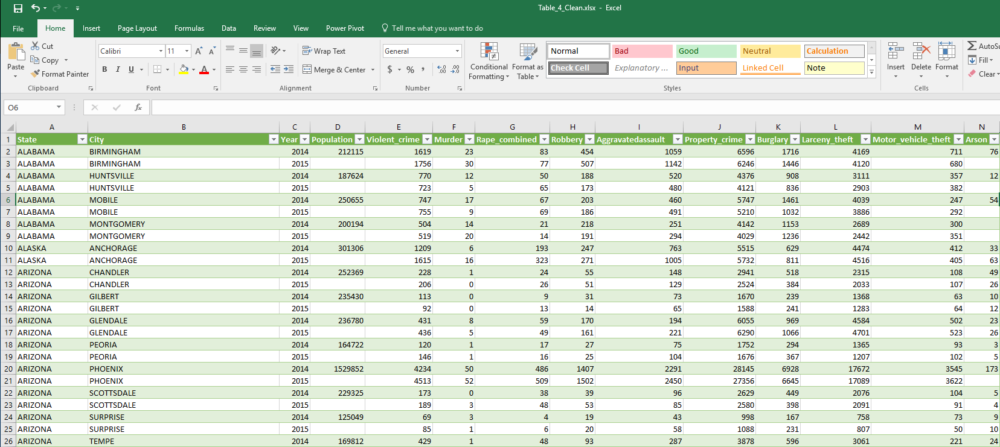 Table_4_Clean.xlsx - Excel
File Home Insert Page Layout Formulas Data Review View Power Pivot Tell me what you want to do
Paste Cut Copy Format Painter Clipboard
Calibri 11 A A B I U A Font
Wrap Text Merge & Center Alignment
General $ % , .0 .00 .00 .0 Number
Conditional Formatting Format as Table Normal Bad Good Neutral Calculation
Check Cell Explanatory ... Input Linked Cell Note Styles
Insert Delete Format Cells
AutoSu Fill Clear
O6 fx
A B C D E F G H I J K L M N
1 State City Year Population Violent_crime Murder Rape_combined Robbery Aggravatedassault Property_crime Burglary Larceny_theft Motor_vehicle_theft Arson
2 ALABAMA BIRMINGHAM 2014 212115 1619 23 83 454 1059 6596 1716 4169 711 76
3 ALABAMA BIRMINGHAM 2015 1756 30 77 507 1142 6246 1446 4120 680
4 ALABAMA HUNTSVILLE 2014 187624 770 12 50 188 520 4376 908 3111 357 12
5 ALABAMA HUNTSVILLE 2015 723 5 65 173 480 4121 836 2903 382
6 ALABAMA MOBILE 2014 250655 747 17 67 203 460 5747 1461 4039 247 54
7 ALABAMA MOBILE 2015 755 9 69 186 491 5210 1032 3886 292
8 ALABAMA MONTGOMERY 2014 200194 504 14 21 218 251 4142 1153 2689 300
9 ALABAMA MONTGOMERY 2015 519 20 14 191 294 4029 1236 2442 351
10 ALASKA ANCHORAGE 2014 301306 1209 6 193 247 763 5515 629 4474 412 33
11 ALASKA ANCHORAGE 2015 1615 16 323 271 1005 5732 811 4516 405 63
12 ARIZONA CHANDLER 2014 252369 228 1 24 55 148 2941 518 2315 108 49
13 ARIZONA CHANDLER 2015 206 0 26 51 129 2524 384 2033 107 26
14 ARIZONA GILBERT 2014 235430 113 0 9 31 73 1670 239 1368 63 10
15 ARIZONA GILBERT 2015 92 0 13 14 65 1588 241 1283 64 12
16 ARIZONA GLENDALE 2014 236780 431 8 59 170 194 6055 969 4584 502 23
17 ARIZONA GLENDALE 2015 436 5 49 161 221 6290 1066 4701 523 26
18 ARIZONA PEORIA 2014 164722 120 1 17 27 75 1752 294 1365 93 3
19 ARIZONA PEORIA 2015 146 1 16 25 104 1676 367 1207 102 5
20 ARIZONA PHOENIX 2014 1529852 4234 50 486 1407 2291 28145 6928 17672 3545 173
21 ARIZONA PHOENIX 2015 4513 52 509 1502 2450 27356 6645 17089 3622
22 ARIZONA SCOTTSDALE 2014 229325 173 0 38 39 96 2629 449 2076 104 5
23 ARIZONA SCOTTSDALE 2015 189 3 48 53 85 2580 398 2091 91 4
24 ARIZONA SURPRISE 2014 125049 69 3 4 19 43 998 167 758 73 9
25 ARIZONA SURPRISE 2015 85 1 6 20 58 1088 231 807 50 10
26 ARIZONA TEMPE 2014 169812 429 1 48 93 287 3878 596 3061 221 24